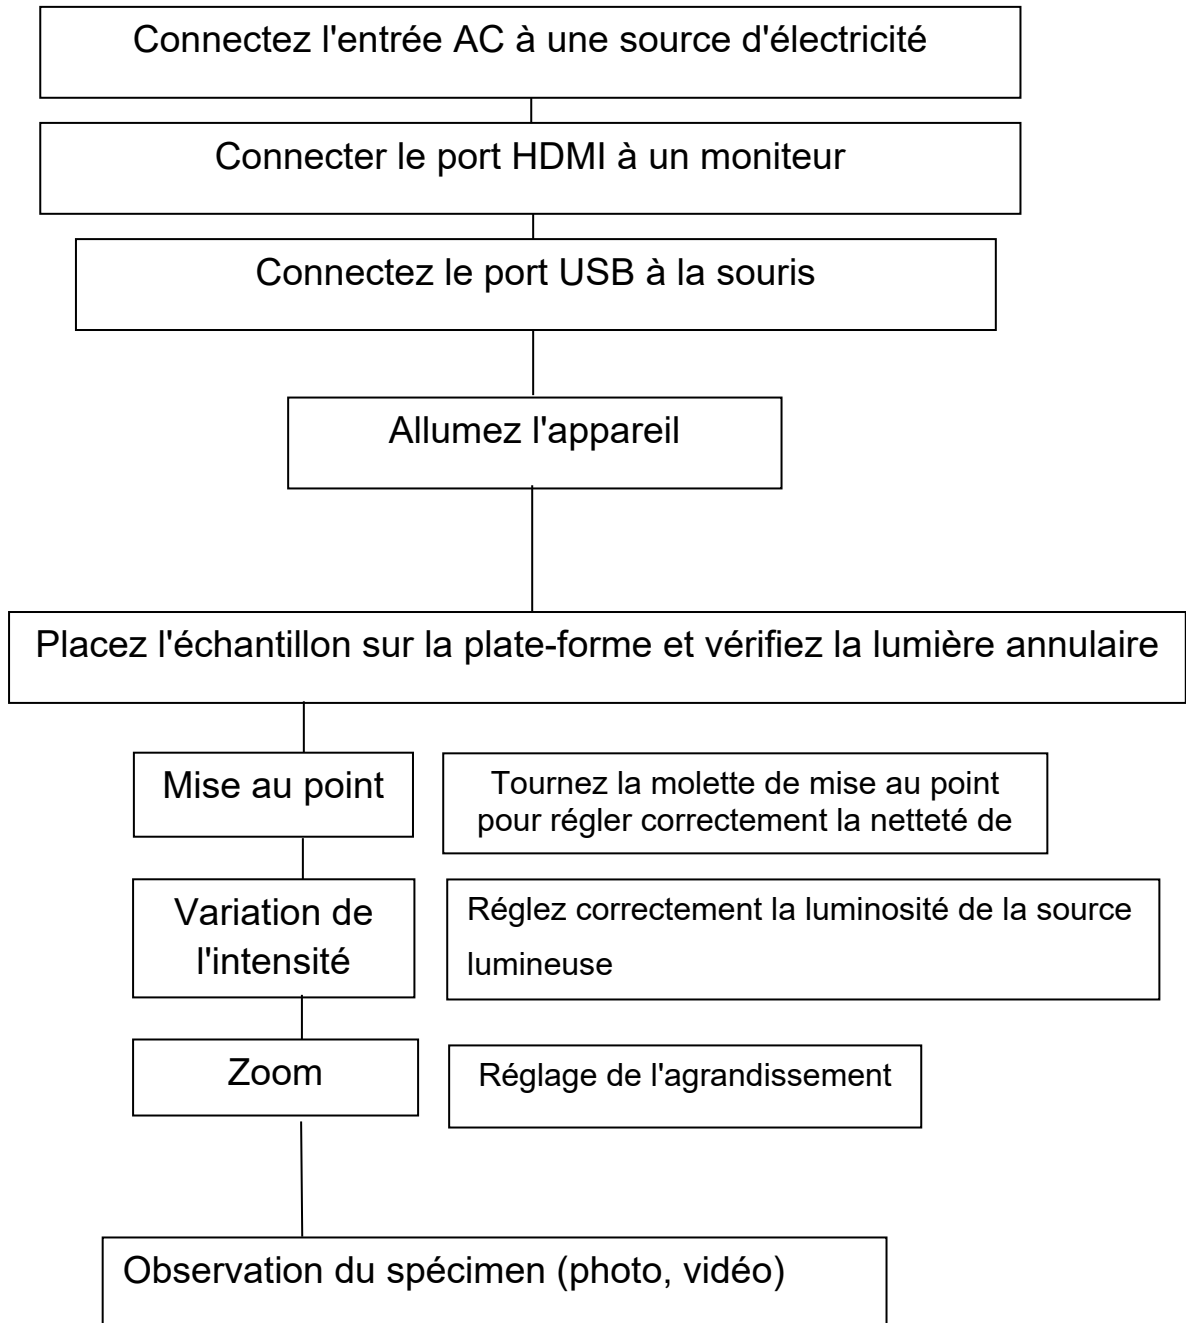 Connectez l'entrée AC à une source d'électricité
Connecter le port HDMI à un moniteur
Connectez le port USB à la souris
Allumez l'appareil
Placez l'échantillon sur la plate-forme et vérifiez la lumière annulaire
Mise au point
Tournez la molette de mise au point
pour régler correctement la netteté de
Variation de
l'intensité
Réglez correctement la luminosité de la source
lumineuse
Zoom
Réglage de l'agrandissement
Observation du spécimen (photo, vidéo)